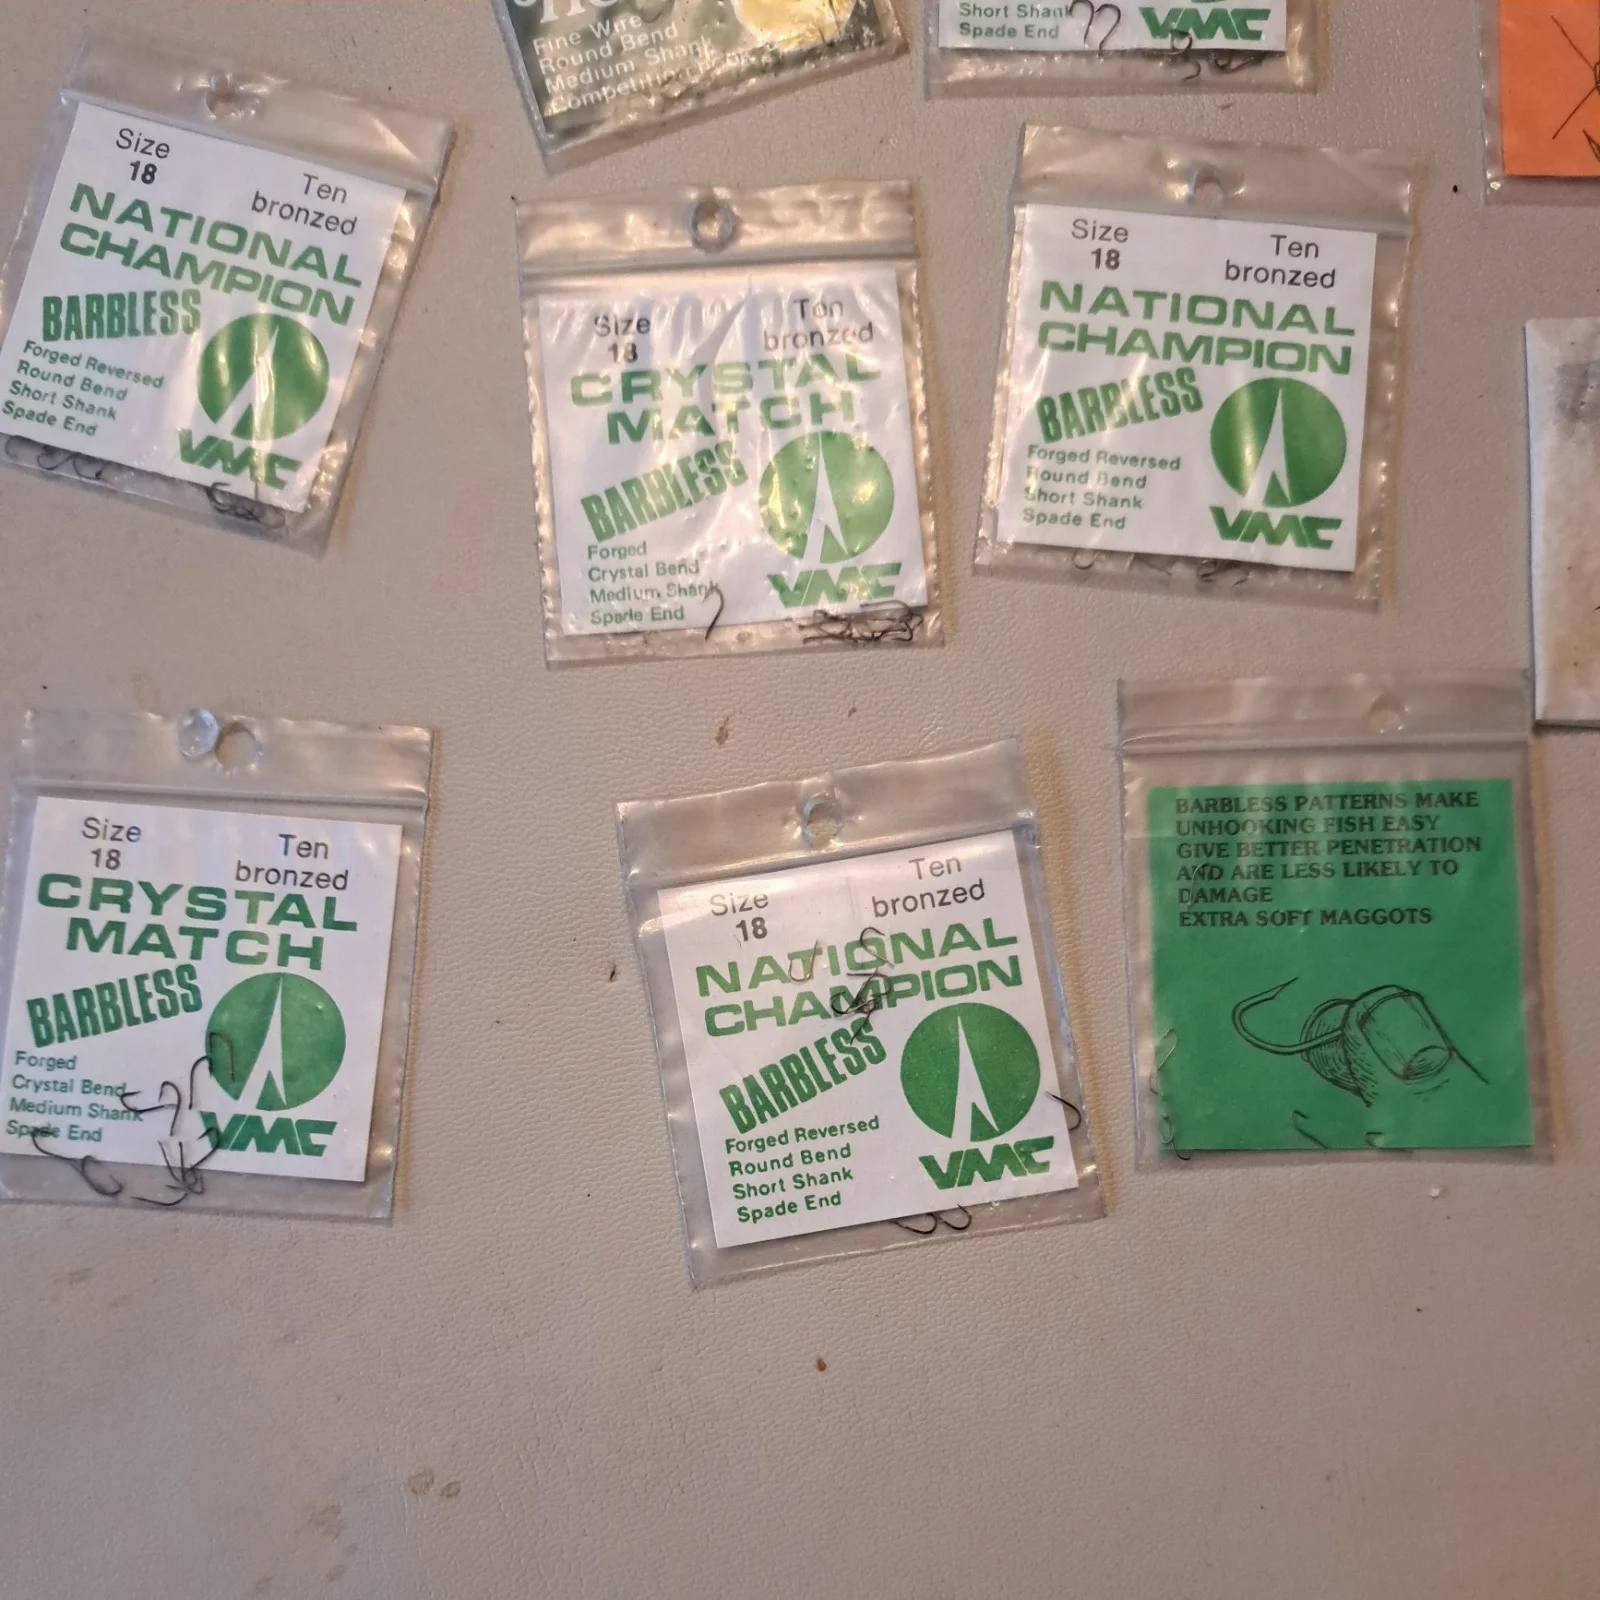 Fine Wire
Round Bend
Medium Shank
Short Shank
Spade End
VMC
Size
18
Ten
bronzed
NATIONAL
CHAMPION
BARBLESS
Forged Reversed
Round Bend
Short Shank
Spade End
VMC
Size
18
Ten
bronzed
CRYSTAL
MATCH
BARBLESS
Forged
Crystal Bend
Medium Shank
Spade End
VMC
Size
18
Ten
bronzed
NATIONAL
CHAMPION
BARBLESS
Forged Reversed
Round Bend
Short Shank
Spade End
VMC
Size
18
Ten
bronzed
CRYSTAL
MATCH
BARBLESS
Forged
Crystal Bend
Medium Shank
Spade End
VMC
Size
18
Ten
bronzed
NATIONAL
CHAMPION
BARBLESS
Forged Reversed
Round Bend
Short Shank
Spade End
VMC
BARBLESS PATTERNS MAKE
UNHOOKING FISH EASY
GIVE BETTER PENETRATION
AND ARE LESS LIKELY TO
DAMAGE
EXTRA SOFT MAGGOTS